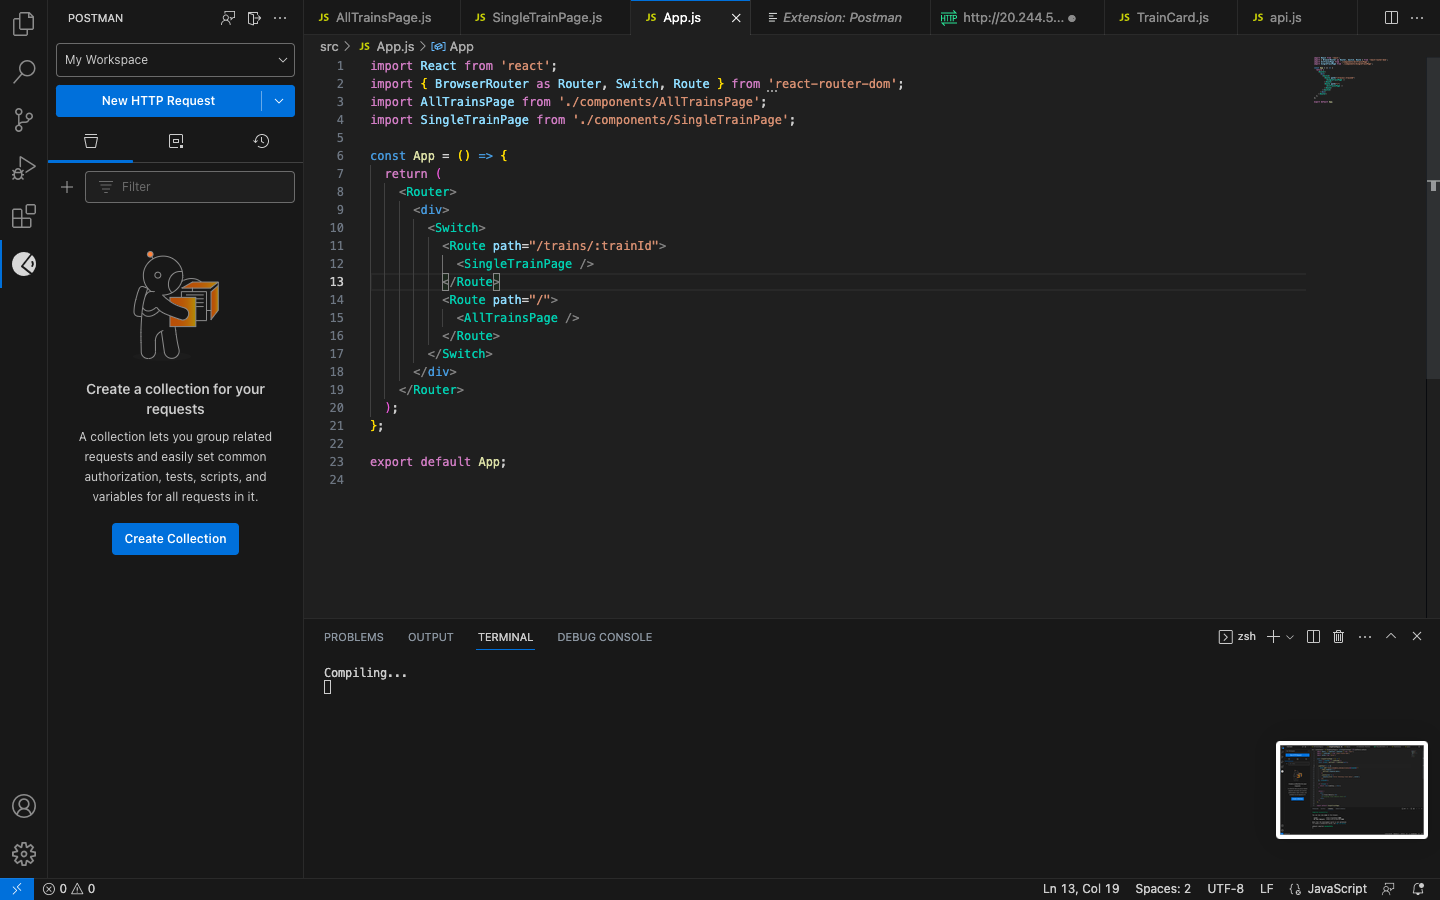 POSTMAN
My Workspace
New HTTP Request
Filter
Create a collection for your
requests
A collection lets you group related
requests and easily set common
authorization, tests, scripts, and
variables for all requests in it.
Create Collection
JS AllTrainsPage.js
JS SingleTrainPage.js
JS App.js
Extension: Postman
HTTP http://20.244.5...
JS TrainCard.js
JS api.js
src > JS App.js > App
1 import React from 'react';
2 import { BrowserRouter as Router, Switch, Route } from 'react-router-dom';
3 import AllTrainsPage from './components/AllTrainsPage';
4 import SingleTrainPage from './components/SingleTrainPage';
5
6 const App = () => {
7 return (
8 <Router>
9 <div>
10 <Switch>
11 <Route path="/trains/:trainId">
12 <SingleTrainPage />
13 </Route>
14 <Route path="/">
15 <AllTrainsPage />
16 </Route>
17 </Switch>
18 </div>
19 </Router>
20 );
21 };
22
23 export default App;
24
PROBLEMS OUTPUT TERMINAL DEBUG CONSOLE
zsh
Compiling...
0 0
Ln 13, Col 19 Spaces: 2 UTF-8 LF JavaScript